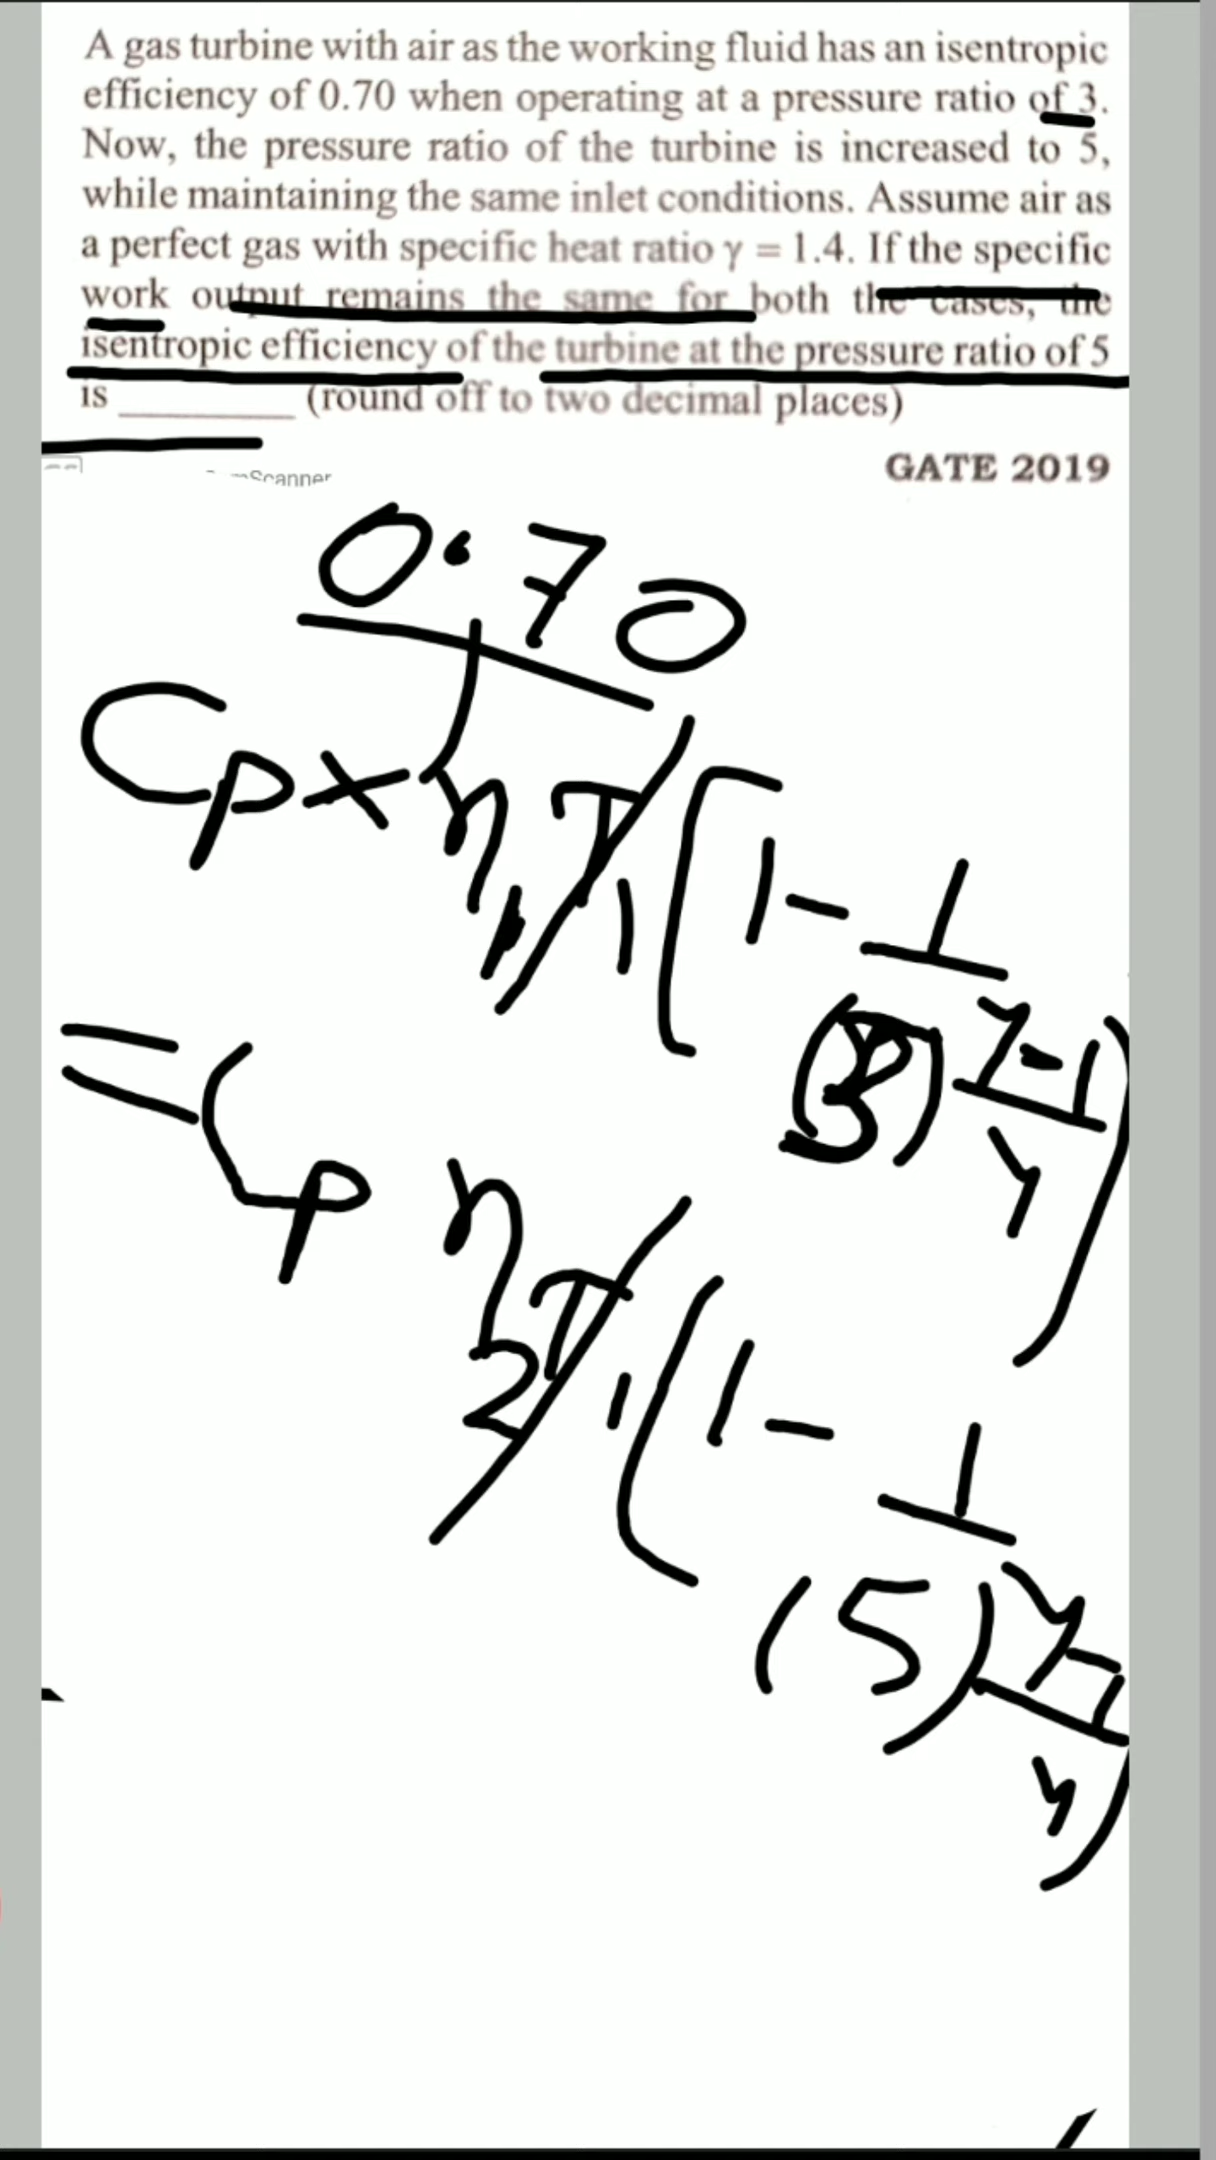 A gas turbine with air as the working fluid has an isentropic
efficiency of 0.70 when operating at a pressure ratio of 3.
Now, the pressure ratio of the turbine is increased to 5,
while maintaining the same inlet conditions. Assume air as
a perfect gas with specific heat ratio γ = 1.4. If the specific
work output remains the same for both the cases, the
isentropic efficiency of the turbine at the pressure ratio of 5
is ________ (round off to two decimal places)
GATE 2019
Scanner
0.70
Cp x η1 T1 [1 - 1
(3) γ-1
γ )
= Cp η2 T1 (1 - 1
(5) γ-1
γ )